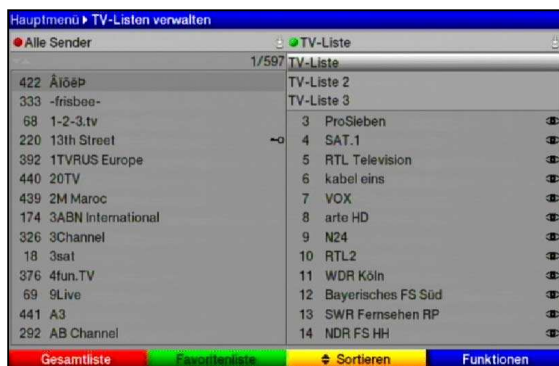 Hauptmenü ▸ TV-Listen verwalten
Alle Sender
1/597
422 ÂĭõèÞ
333 -frisbee-
68 1-2-3.tv
220 13th Street
392 1TVRUS Europe
440 20TV
439 2M Maroc
174 3ABN International
326 3Channel
18 3sat
376 4fun.TV
69 9Live
441 A3
292 AB Channel
TV-Liste
TV-Liste
TV-Liste 2
TV-Liste 3
3 ProSieben
4 SAT.1
5 RTL Television
6 kabel eins
7 VOX
8 arte HD
9 N24
10 RTL2
11 WDR Köln
12 Bayerisches FS Süd
13 SWR Fernsehen RP
14 NDR FS HH
Gesamtliste
Favoritenliste
Sortieren
Funktionen